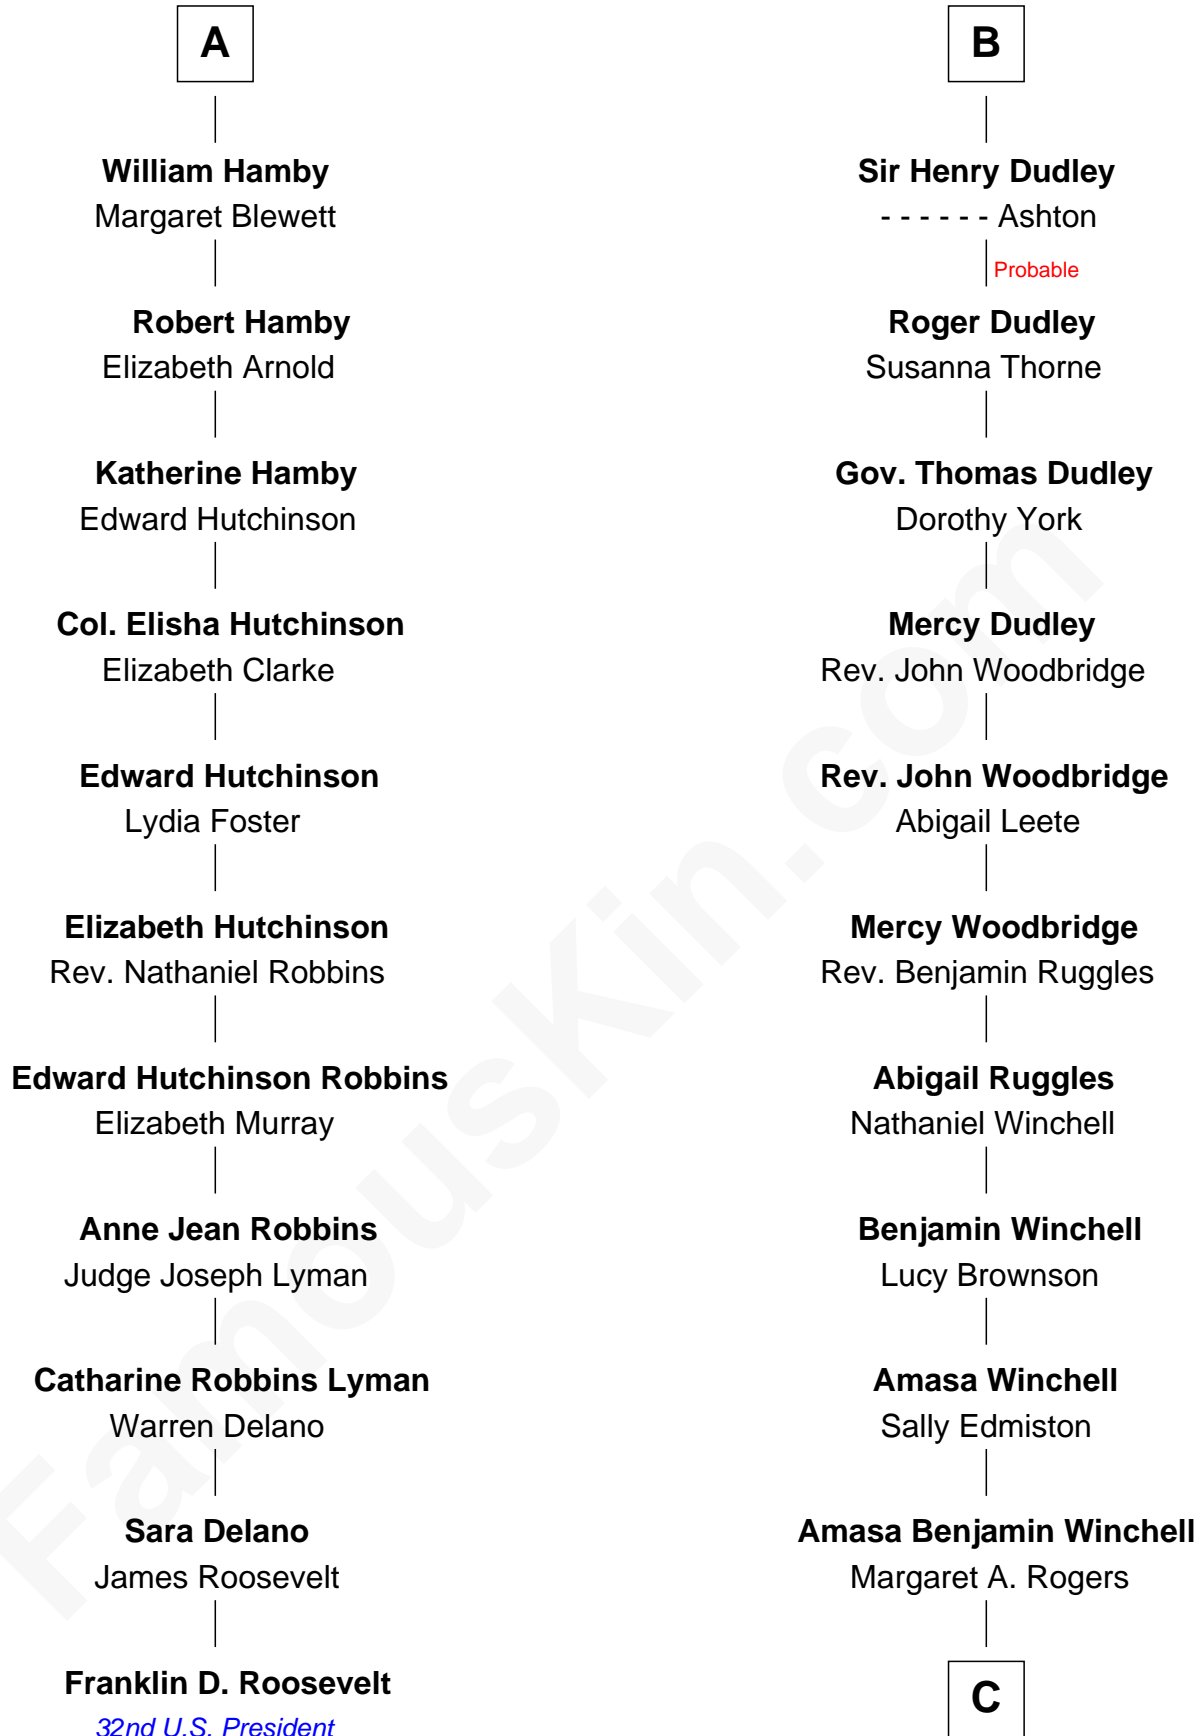 A
William Hamby
Margaret Blewett
Robert Hamby
Elizabeth Arnold
Katherine Hamby
Edward Hutchinson
Col. Elisha Hutchinson
Elizabeth Clarke
Edward Hutchinson
Lydia Foster
Elizabeth Hutchinson
Rev. Nathaniel Robbins
Edward Hutchinson Robbins
Elizabeth Murray
Anne Jean Robbins
Judge Joseph Lyman
Catharine Robbins Lyman
Warren Delano
Sara Delano
James Roosevelt
Franklin D. Roosevelt
32nd U.S. President
B
Sir Henry Dudley
- - - - - - Ashton
Probable
Roger Dudley
Susanna Thorne
Gov. Thomas Dudley
Dorothy York
Mercy Dudley
Rev. John Woodbridge
Rev. John Woodbridge
Abigail Leete
Mercy Woodbridge
Rev. Benjamin Ruggles
Abigail Ruggles
Nathaniel Winchell
Benjamin Winchell
Lucy Brownson
Amasa Winchell
Sally Edmiston
Amasa Benjamin Winchell
Margaret A. Rogers
C
FamousKin.com